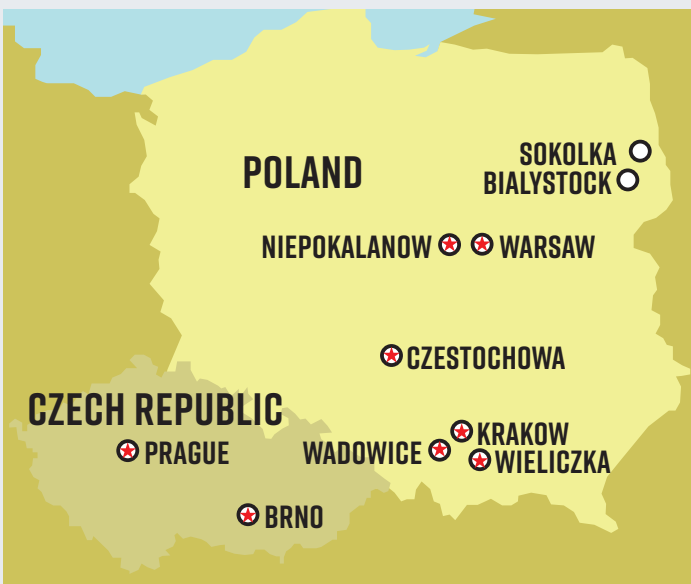 POLAND
SOKOLKA
BIALYSTOCK
NIEPOKALANOW
WARSAW
CZESTOCHOWA
CZECH REPUBLIC
KRAKOW
PRAGUE
WADOWICE
WIELICZKA
BRNO